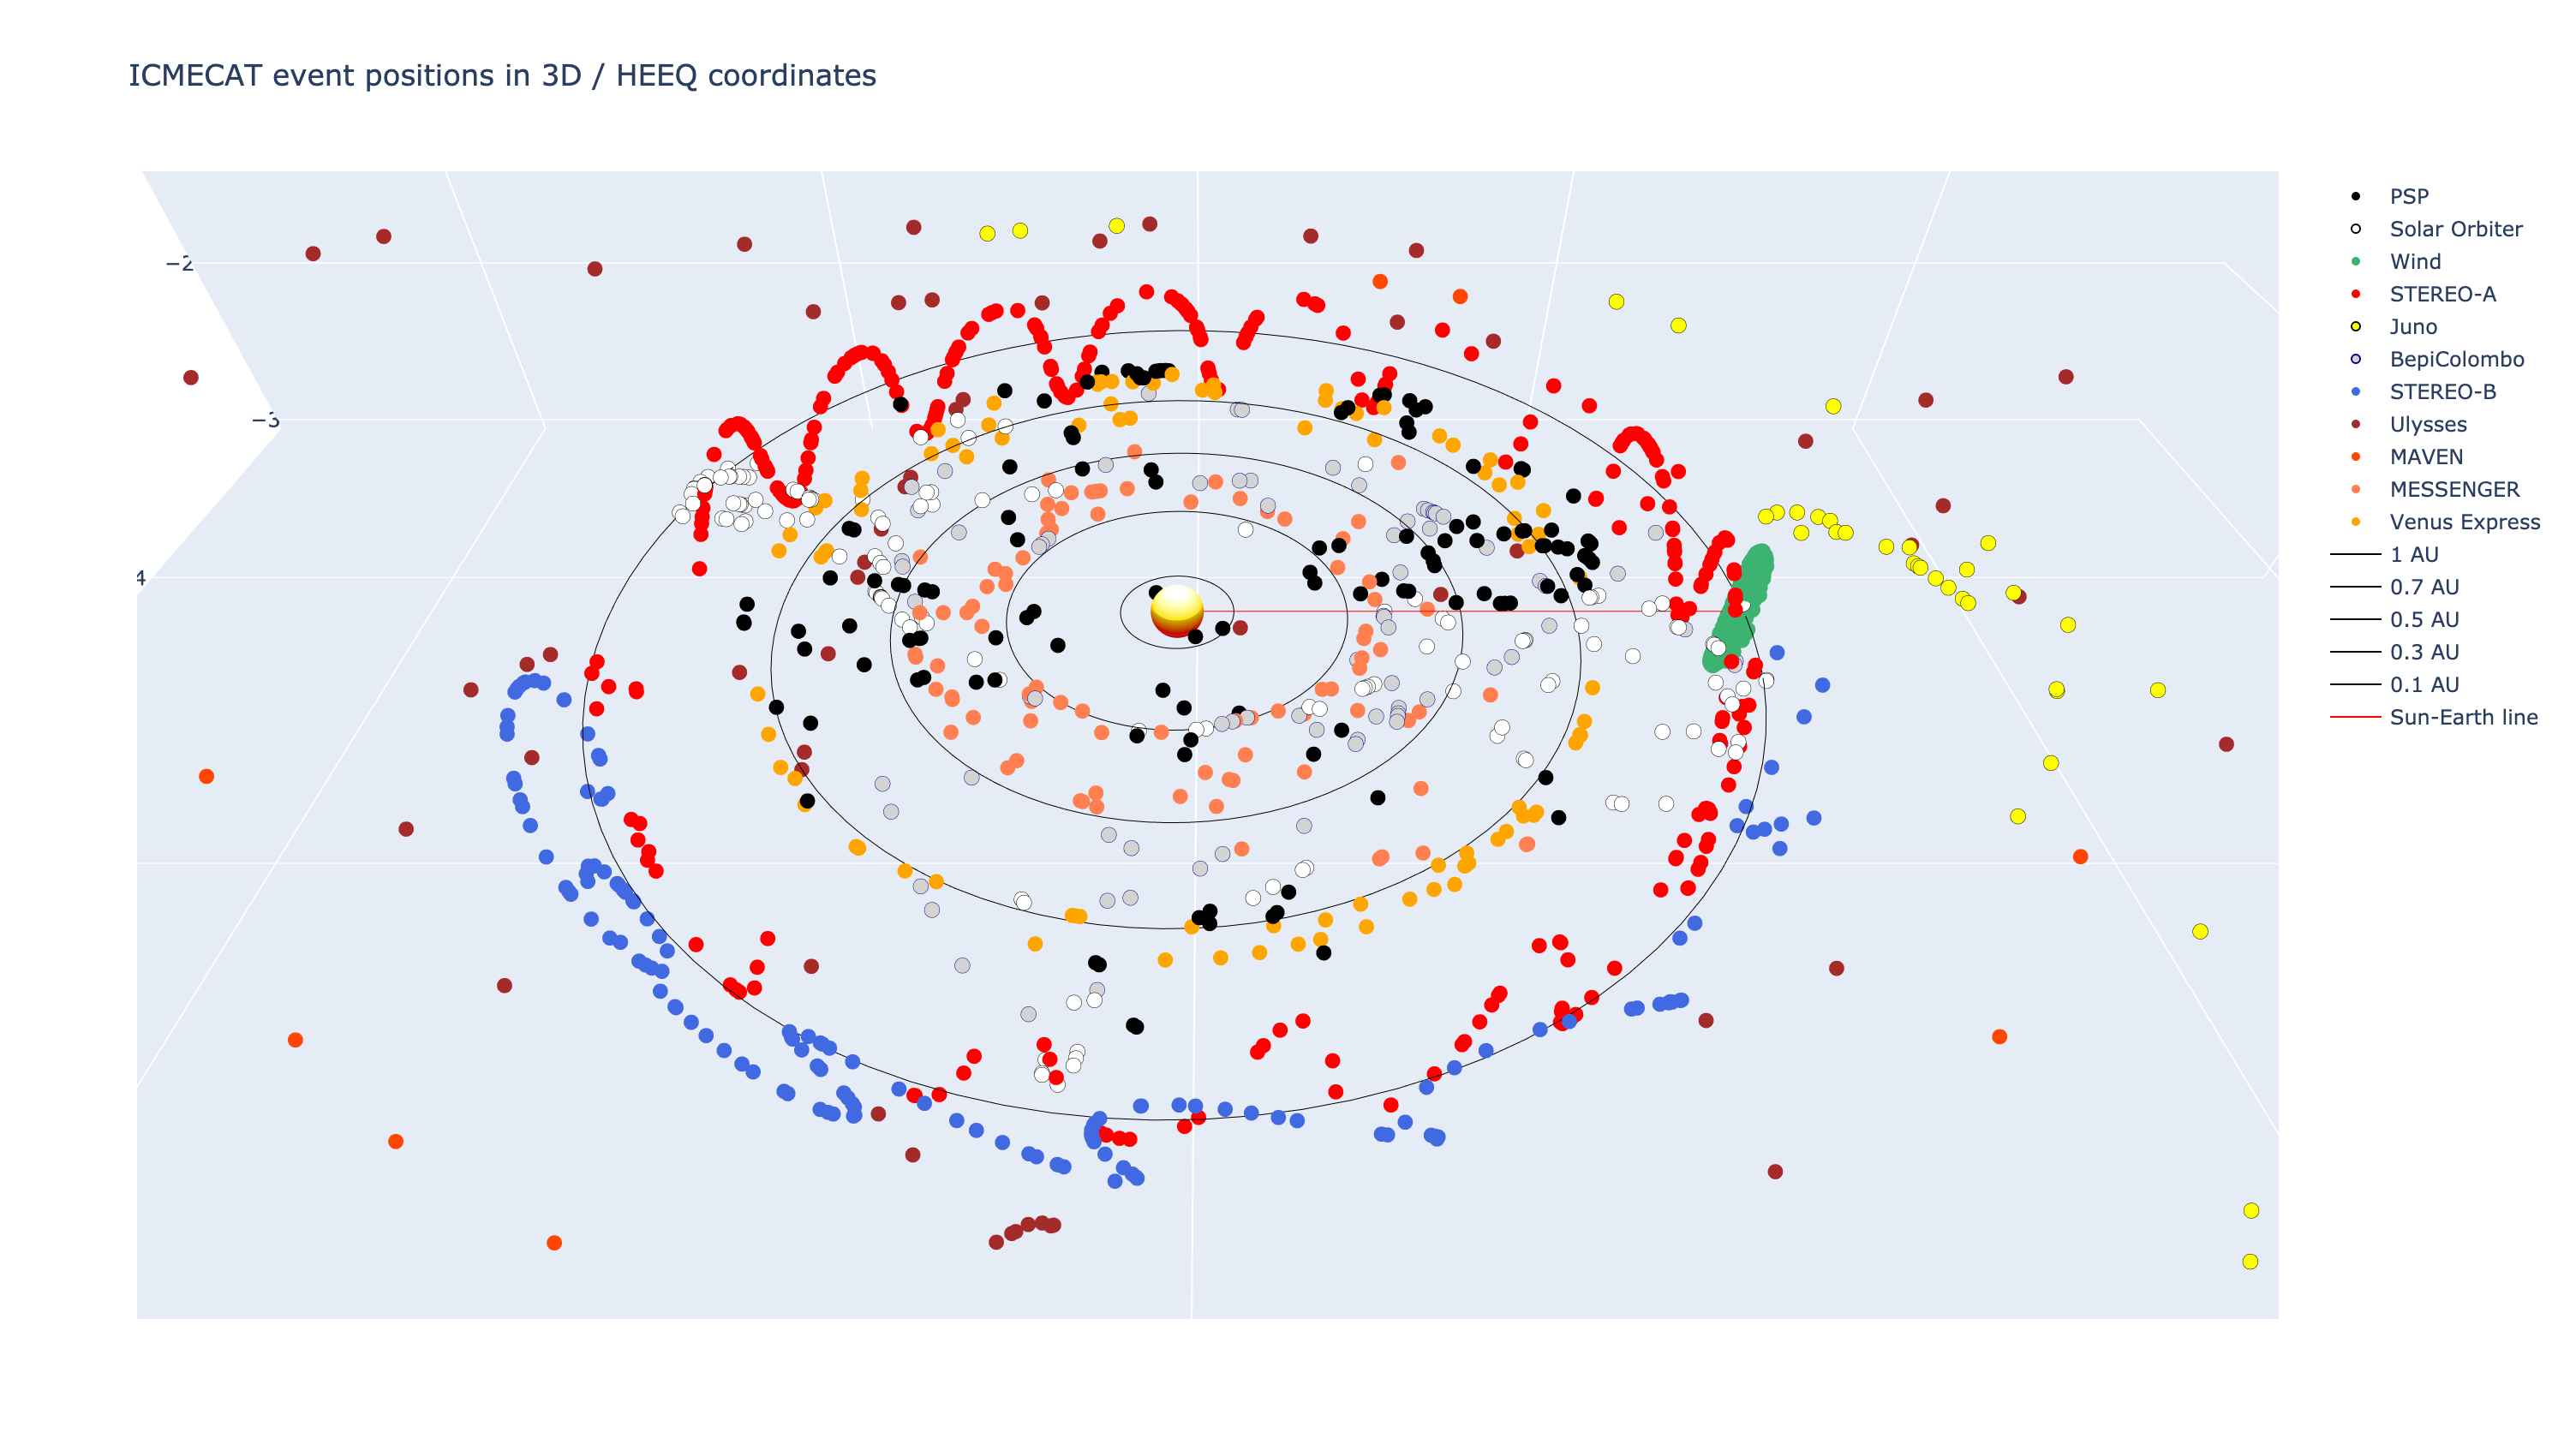 ICMECAT event positions in 3D / HEEQ coordinates
−2
−3
4
PSP
Solar Orbiter
Wind
STEREO-A
Juno
BepiColombo
STEREO-B
Ulysses
MAVEN
MESSENGER
Venus Express
1 AU
0.7 AU
0.5 AU
0.3 AU
0.1 AU
Sun-Earth line